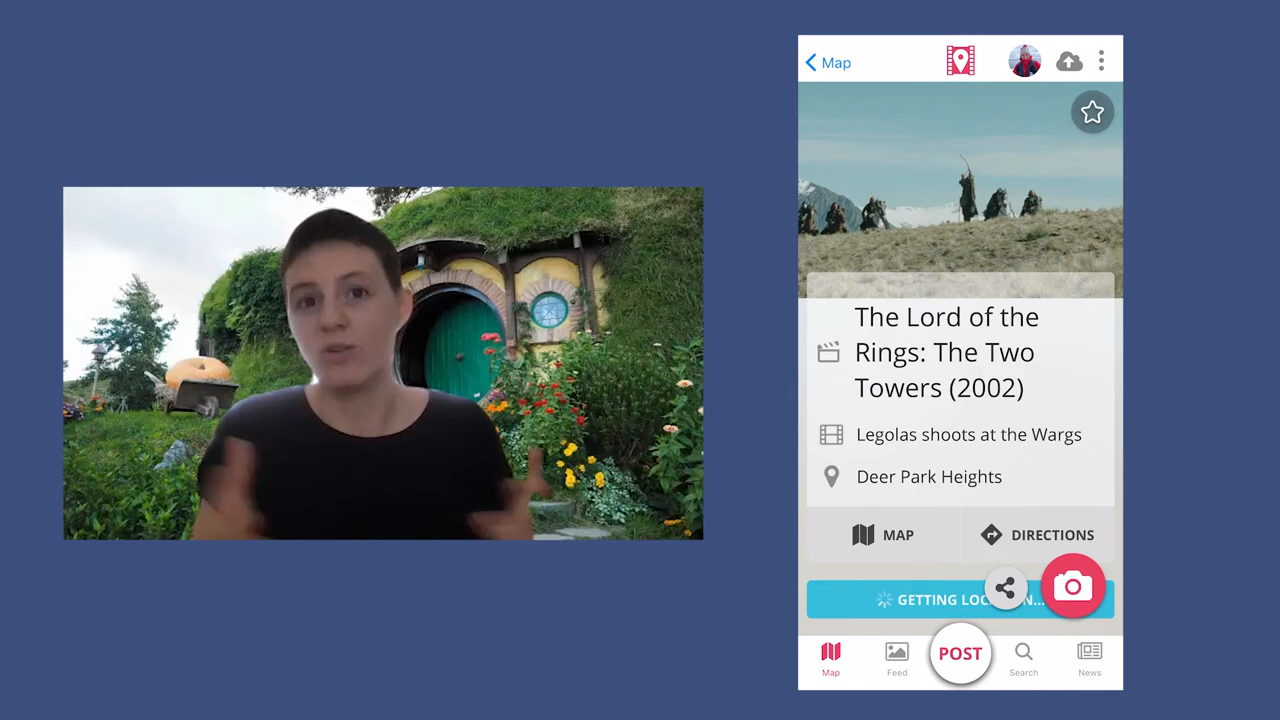 Map
The Lord of the
Rings: The Two
Towers (2002)
Legolas shoots at the Wargs
Deer Park Heights
MAP
DIRECTIONS
GETTING LOC
N...
POST
Map
Feed
Search
News